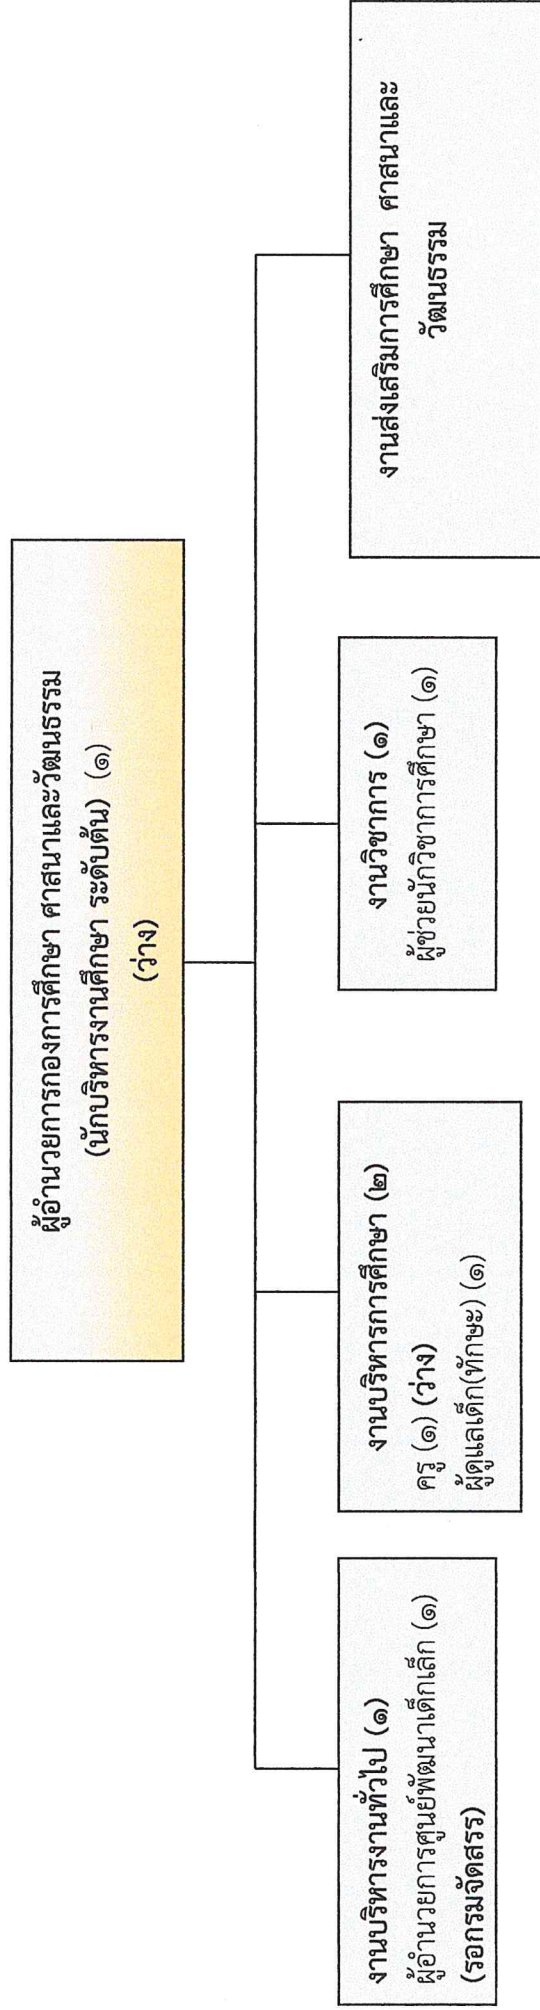 ผู้อำนวยการกองการศึกษา ศาสนาและวัฒนธรรม
(นักบริหารงานศึกษา ระดับต้น) (๑)
(ว่าง)
งานบริหารงานทั่วไป (๑)
ผู้อำนวยการศูนย์พัฒนาเด็กเล็ก (๑)
(รอกรมจัดสรร)
งานบริหารการศึกษา (๒)
ครู (๑) (ว่าง)
ผู้ดูแลเด็ก(ทักษะ) (๑)
งานวิชาการ (๑)
ผู้ช่วยนักวิชาการศึกษา (๑)
งานส่งเสริมการศึกษา ศาสนาและ
วัฒนธรรม